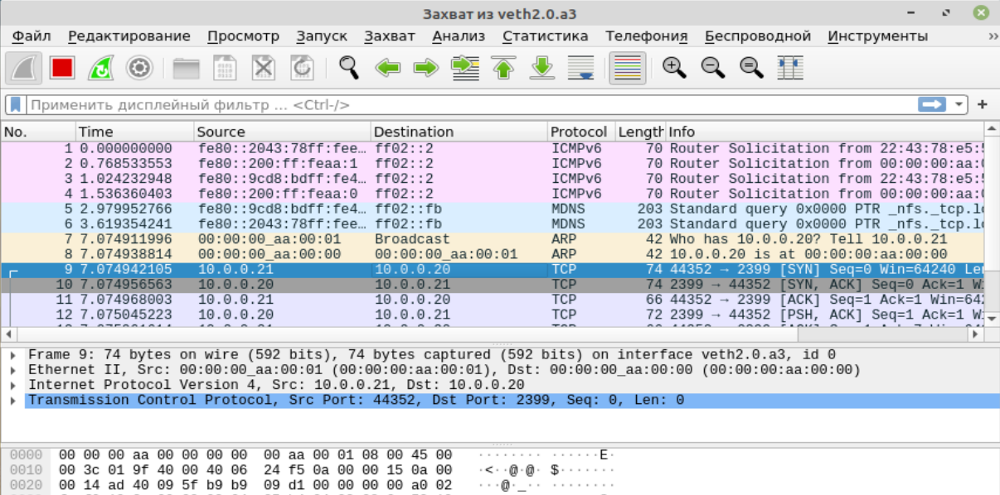 Захват из veth2.0.a3
Файл Редактирование Просмотр Запуск Захват Анализ Статистика Телефония Беспроводной Инструменты »
Применить дисплейный фильтр … <Ctrl-/>
No. Time Source Destination Protocol Length Info
1 0.000000000 fe80::2043:78ff:fee… ff02::2 ICMPv6 70 Router Solicitation from 22:43:78:e5:
2 0.768533553 fe80::200:ff:feaa:1 ff02::2 ICMPv6 70 Router Solicitation from 00:00:00:aa:
3 1.024232948 fe80::9cd8:bdff:fe4… ff02::2 ICMPv6 70 Router Solicitation from 22:43:78:e5:
4 1.536360403 fe80::200:ff:feaa:0 ff02::2 ICMPv6 70 Router Solicitation from 00:00:00:aa:
5 2.979952766 fe80::9cd8:bdff:fe4… ff02::fb MDNS 203 Standard query 0x0000 PTR _nfs._tcp.l
6 3.619354241 fe80::2043:78ff:fee… ff02::fb MDNS 203 Standard query 0x0000 PTR _nfs._tcp.l
7 7.074911996 00:00:00_aa:00:01 Broadcast ARP 42 Who has 10.0.0.20? Tell 10.0.0.21
8 7.074938814 00:00:00_aa:00:00 00:00:00_aa:00:01 ARP 42 10.0.0.20 is at 00:00:00:aa:00:00
9 7.074942105 10.0.0.21 10.0.0.20 TCP 74 44352 → 2399 [SYN] Seq=0 Win=64240 Le
10 7.074956563 10.0.0.20 10.0.0.21 TCP 74 2399 → 44352 [SYN, ACK] Seq=0 Ack=1 W
11 7.074968003 10.0.0.21 10.0.0.20 TCP 66 44352 → 2399 [ACK] Seq=1 Ack=1 Win=64
12 7.075045223 10.0.0.20 10.0.0.21 TCP 72 2399 → 44352 [PSH, ACK] Seq=1 Ack=1 W
Frame 9: 74 bytes on wire (592 bits), 74 bytes captured (592 bits) on interface veth2.0.a3, id 0
Ethernet II, Src: 00:00:00_aa:00:01 (00:00:00:aa:00:01), Dst: 00:00:00_aa:00:00 (00:00:00:aa:00:00)
Internet Protocol Version 4, Src: 10.0.0.21, Dst: 10.0.0.20
Transmission Control Protocol, Src Port: 44352, Dst Port: 2399, Seq: 0, Len: 0
0000 00 00 00 aa 00 00 00 00 00 aa 00 01 08 00 45 00 ········ ······E·
0010 00 3c 01 9f 40 00 40 06 24 f5 0a 00 00 15 0a 00 ·<··@·@· $·······
0020 00 14 ad 40 09 5f b9 b9 09 d1 00 00 00 00 a0 02 ···@·_·· ········